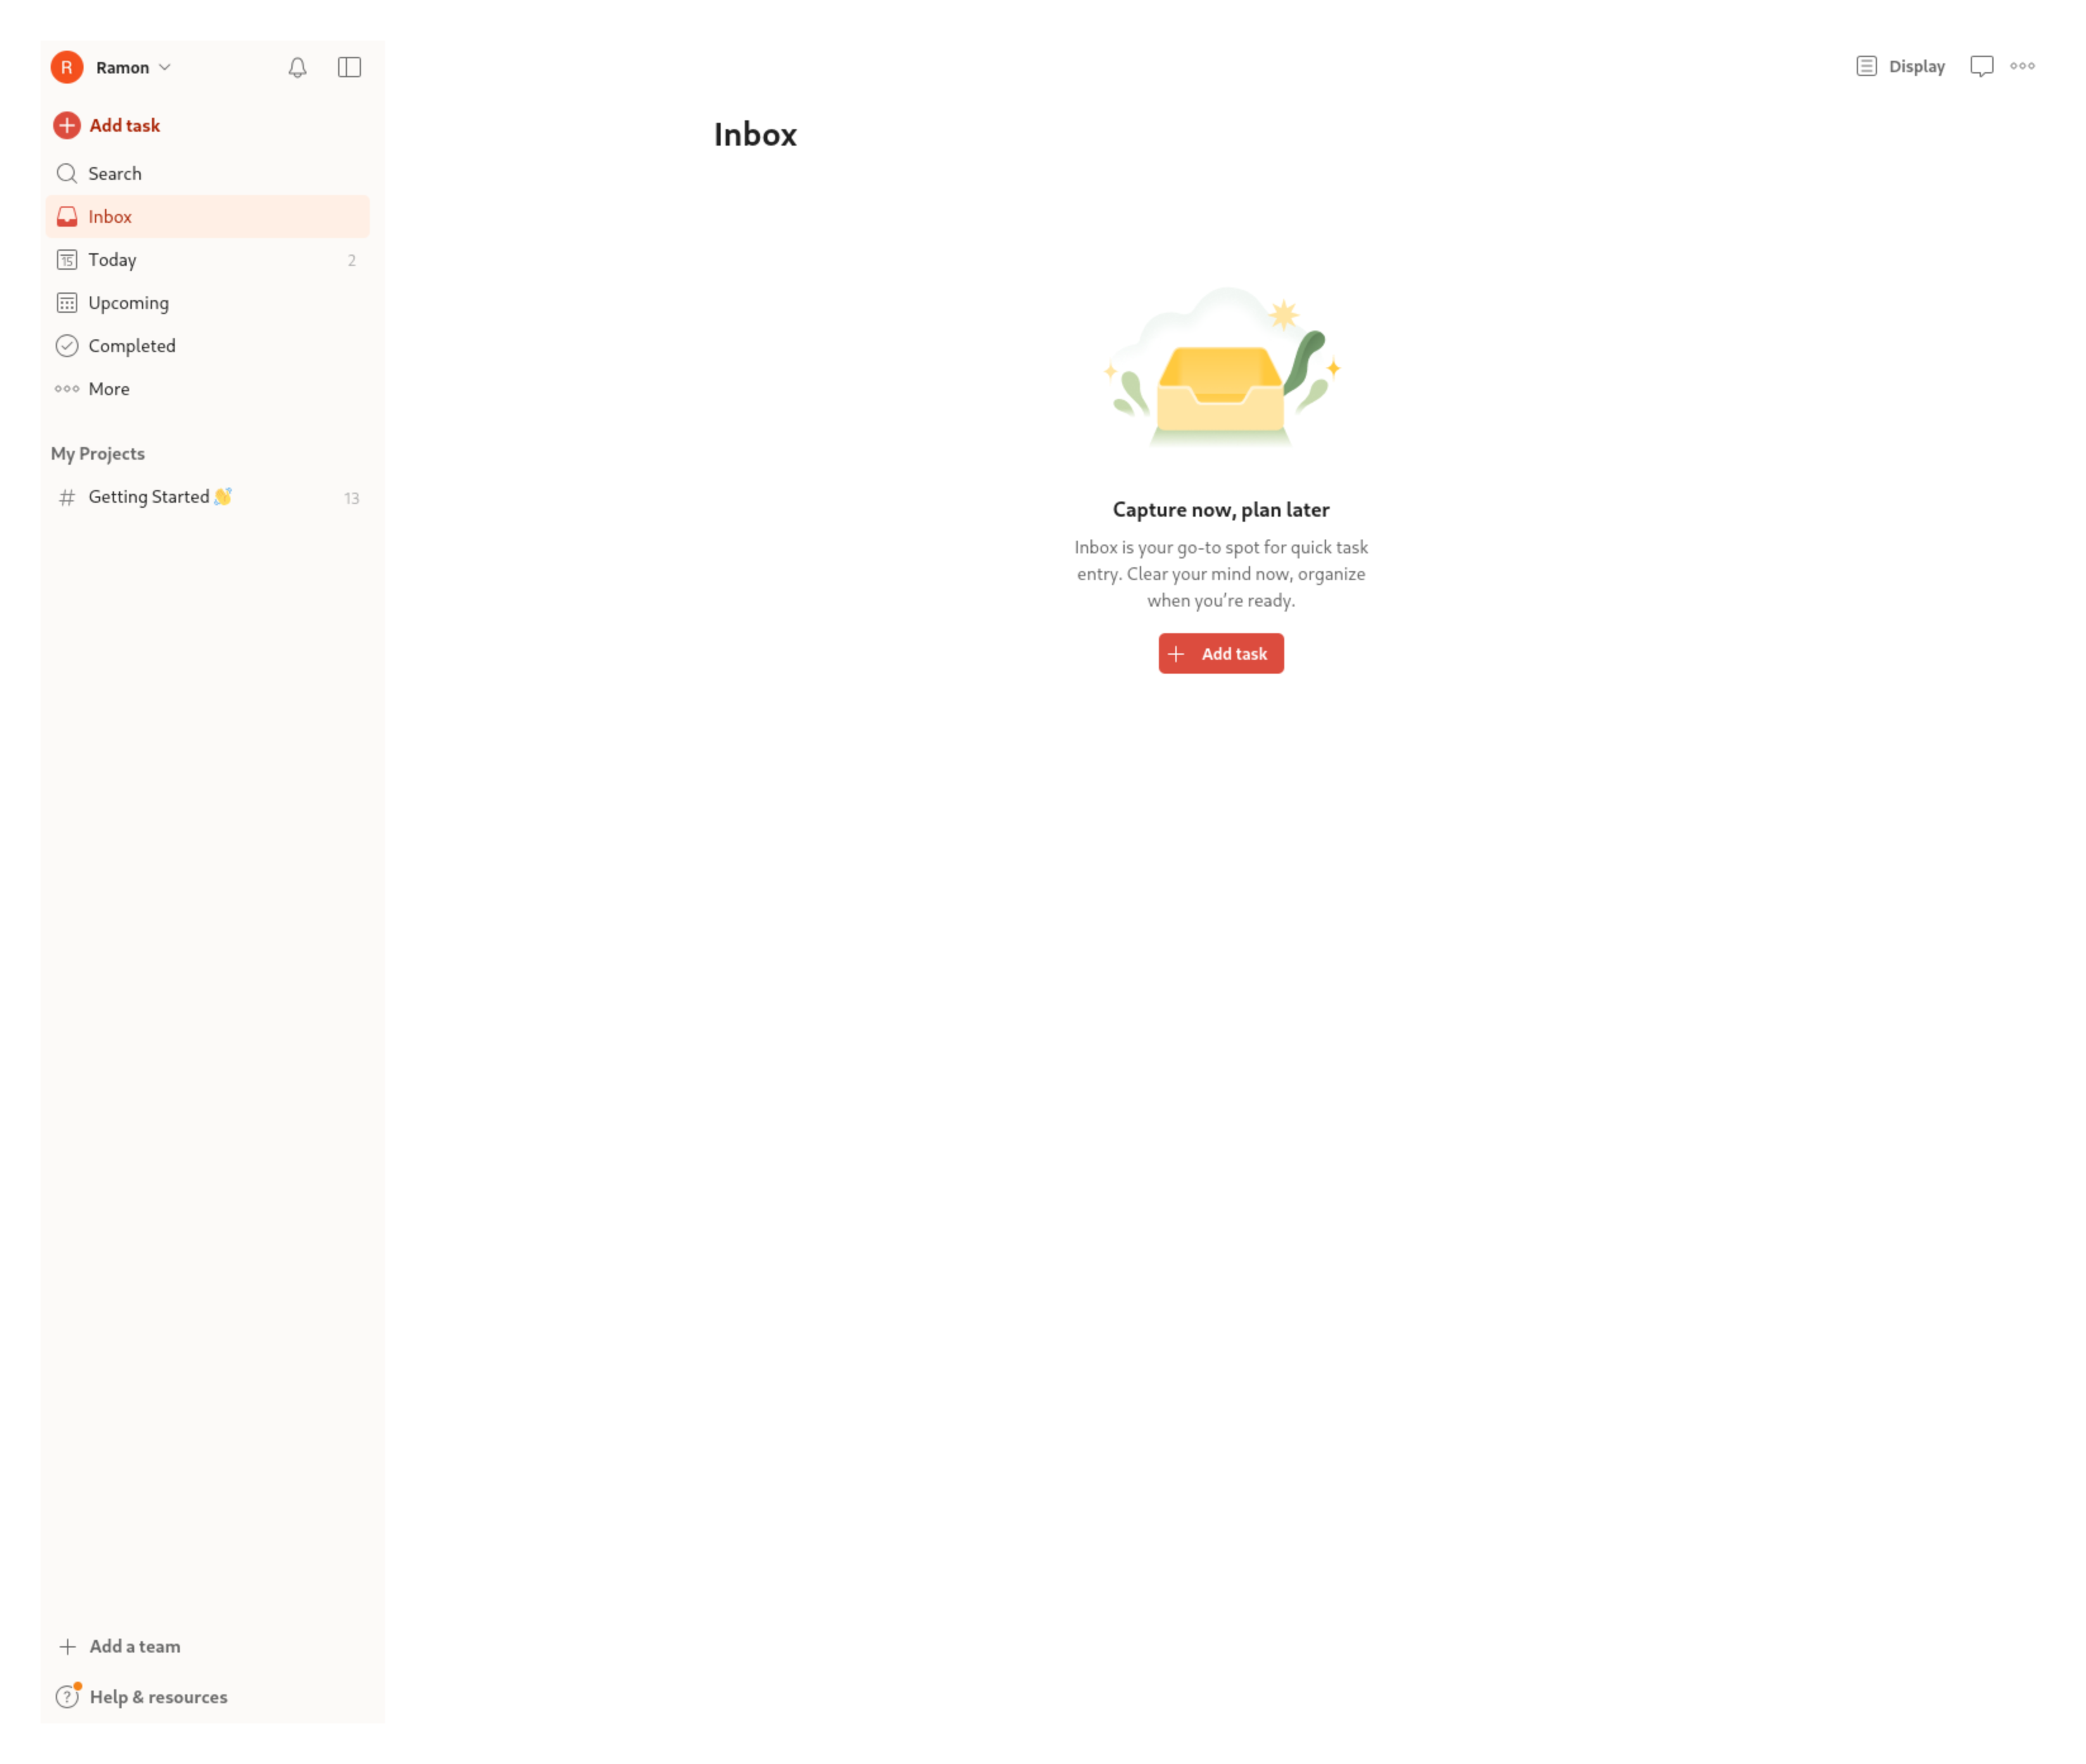 R Ramon
Add task
Search
Inbox
15 Today 2
Upcoming
Completed
More
My Projects
# Getting Started 👋 13
+ Add a team
? Help & resources
Display
Inbox
Capture now, plan later
Inbox is your go-to spot for quick task
entry. Clear your mind now, organize
when you’re ready.
+ Add task